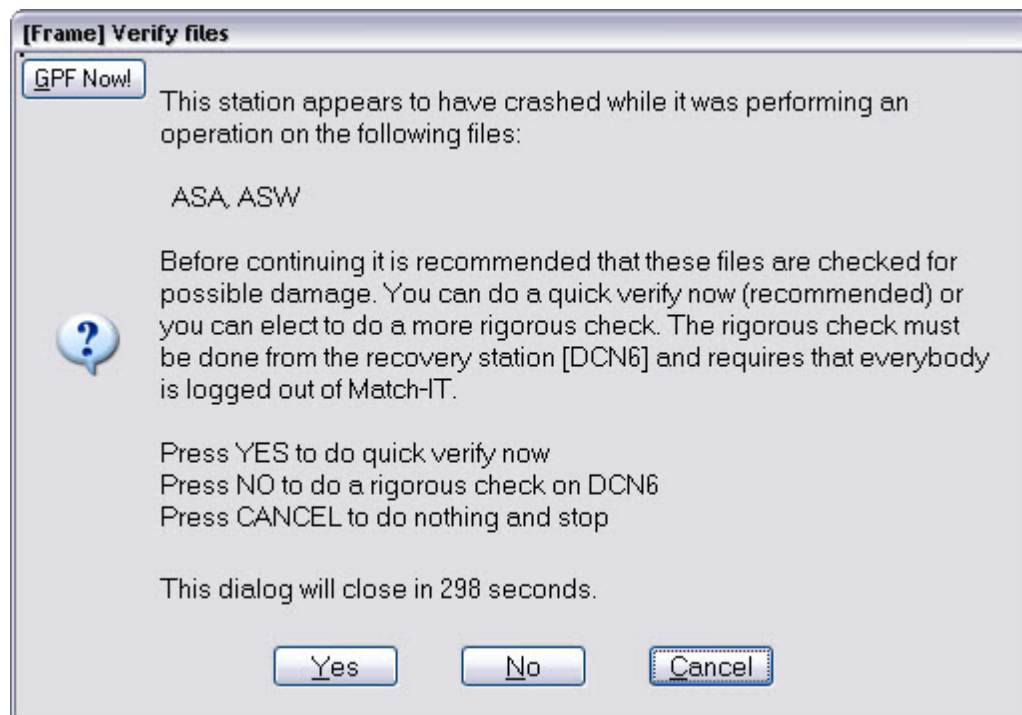 [Frame] Verify files
GPF Now!
This station appears to have crashed while it was performing an
operation on the following files:
ASA, ASW
Before continuing it is recommended that these files are checked for
possible damage. You can do a quick verify now (recommended) or
you can elect to do a more rigorous check. The rigorous check must
be done from the recovery station [DCN6] and requires that everybody
is logged out of Match-IT.
Press YES to do quick verify now
Press NO to do a rigorous check on DCN6
Press CANCEL to do nothing and stop
This dialog will close in 298 seconds.
Yes No Cancel